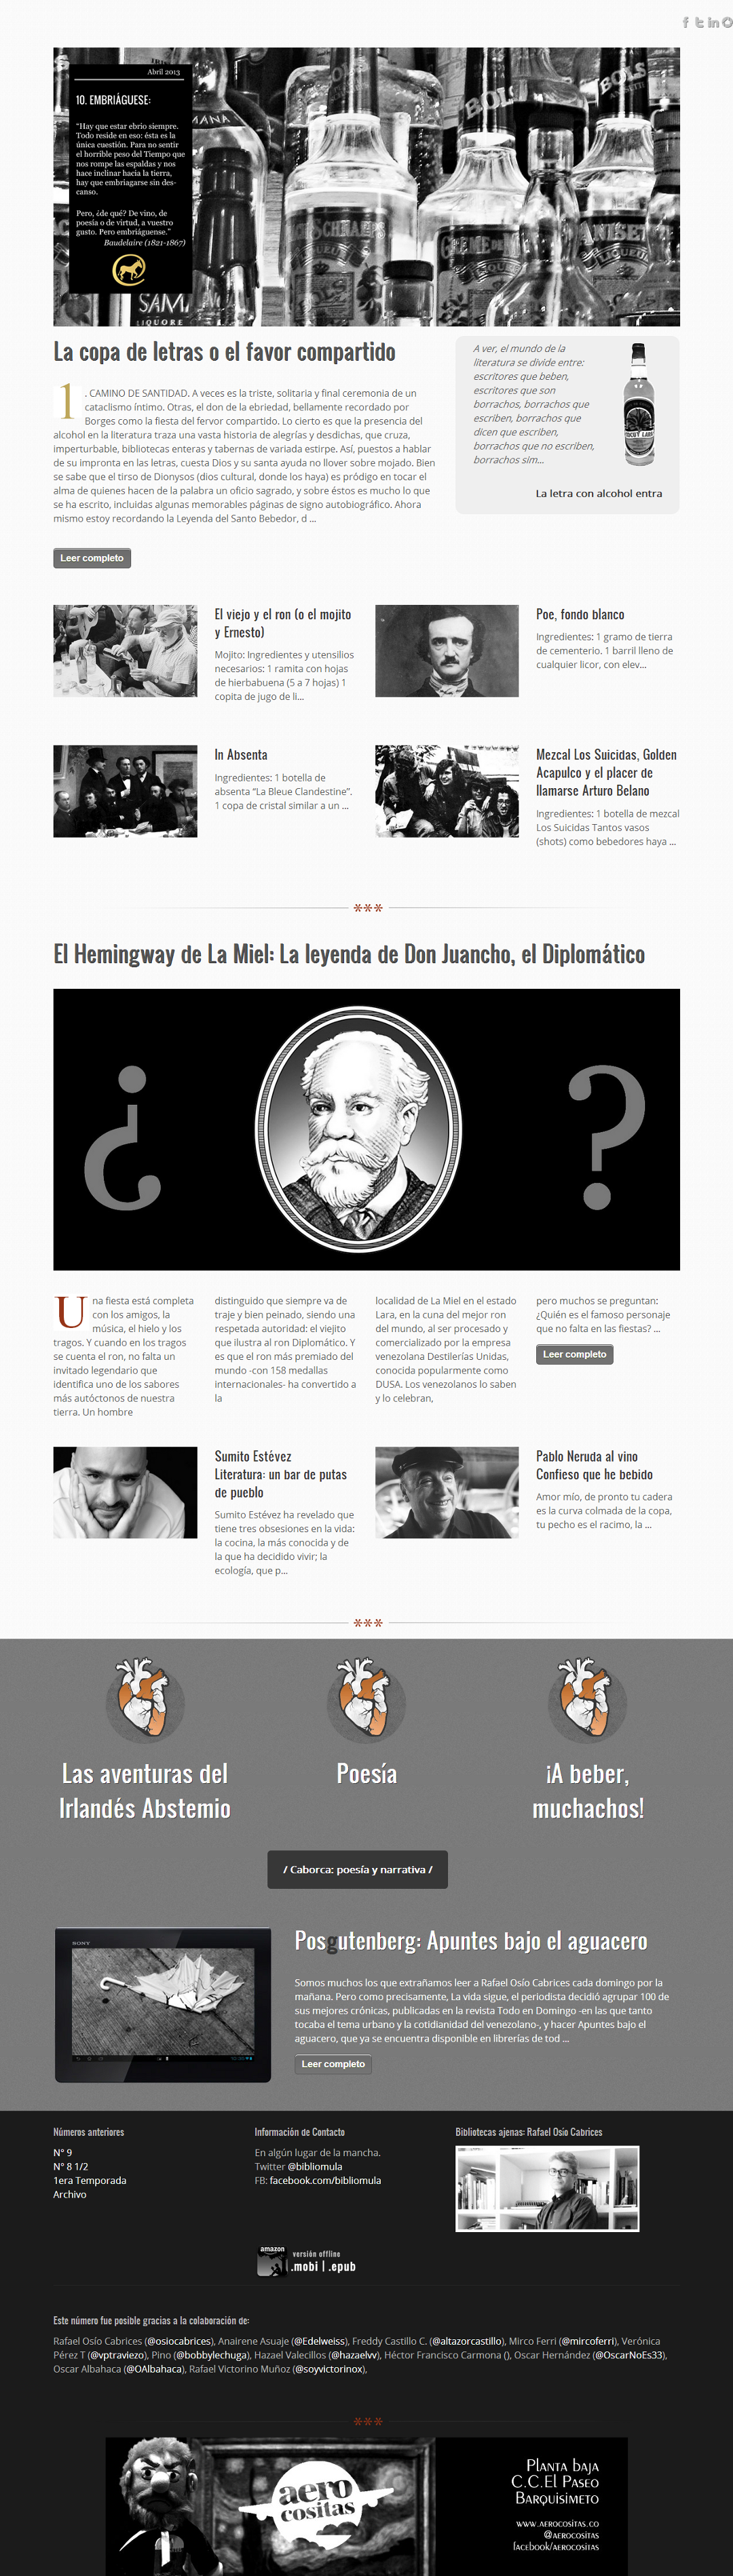 Abril 2013
10. EMBRIÁGUESE:
"Hay que estar ebrio siempre.
Todo reside en eso: ésta es la
única cuestión. Para no sentir
el horrible peso del Tiempo que
nos rompe las espaldas y nos
hace inclinar hacia la tierra,
hay que embriagarse sin des-
canso.
Pero, ¿de qué? De vino, de
poesía o de virtud, a vuestro
gusto. Pero embriáguense."
Baudelaire (1821-1867)
BOLS
BOLS
La copa de letras o el favor compartido
1. CAMINO DE SANTIDAD. A veces es la triste, solitaria y final ceremonia de un
cataclismo íntimo. Otras, el don de la ebriedad, bellamente recordado por
Borges como la fiesta del fervor compartido. Lo cierto es que la presencia del
alcohol en la literatura traza una vasta historia de alegrías y desdichas, que cruza,
imperturbable, bibliotecas enteras y tabernas de variada estirpe. Así, puestos a hablar
de su impronta en las letras, cuesta Dios y su santa ayuda no llover sobre mojado. Bien
se sabe que el tirso de Dionysos (dios cultural, donde los haya) es pródigo en tocar el
alma de quienes hacen de la palabra un oficio sagrado, y sobre éstos es mucho lo que
se ha escrito, incluidas algunas memorables páginas de signo autobiográfico. Ahora
mismo estoy recordando la Leyenda del Santo Bebedor, d ...
Leer completo
A ver, el mundo de la
literatura se divide entre:
escritores que beben,
escritores que son
borrachos, borrachos que
escriben, borrachos que
dicen que escriben,
borrachos que no escriben,
borrachos sim...
La letra con alcohol entra
El viejo y el ron (o el mojito
y Ernesto)
Mojito: Ingredientes y utensilios
necesarios: 1 ramita con hojas
de hierbabuena (5 a 7 hojas) 1
copita de jugo de li...
Poe, fondo blanco
Ingredientes: 1 gramo de tierra
de cementerio. 1 barril lleno de
cualquier licor, con elev...
In Absenta
Ingredientes: 1 botella de
absenta “La Bleue Clandestine”.
1 copa de cristal similar a un ...
Mezcal Los Suicidas, Golden
Acapulco y el placer de
llamarse Arturo Belano
Ingredientes: 1 botella de mezcal
Los Suicidas Tantos vasos
(shots) como bebedores haya ...
***
El Hemingway de La Miel: La leyenda de Don Juancho, el Diplomático
¿ ?
Una fiesta está completa
con los amigos, la
música, el hielo y los
tragos. Y cuando en los tragos
se cuenta el ron, no falta un
invitado legendario que
identifica uno de los sabores
más autóctonos de nuestra
tierra. Un hombre
distinguido que siempre va de
traje y bien peinado, siendo una
respetada autoridad: el viejito
que ilustra al ron Diplomático. Y
es que el ron más premiado del
mundo -con 158 medallas
internacionales- ha convertido a
la
localidad de La Miel en el estado
Lara, en la cuna del mejor ron
del mundo, al ser procesado y
comercializado por la empresa
venezolana Destilerías Unidas,
conocida popularmente como
DUSA. Los venezolanos lo saben
y lo celebran,
pero muchos se preguntan:
¿Quién es el famoso personaje
que no falta en las fiestas? ...
Leer completo
Sumito Estévez
Literatura: un bar de putas
de pueblo
Sumito Estévez ha revelado que
tiene tres obsesiones en la vida:
la cocina, la más conocida y de
la que ha decidido vivir; la
ecología, que p...
Pablo Neruda al vino
Confieso que he bebido
Amor mío, de pronto tu cadera
es la curva colmada de la copa,
tu pecho es el racimo, la ...
***
Las aventuras del
Irlandés Abstemio
Poesía
¡A beber,
muchachos!
/ Caborca: poesía y narrativa /
SONY
Posgutenberg: Apuntes bajo el aguacero
Somos muchos los que extrañamos leer a Rafael Osío Cabrices cada domingo por la
mañana. Pero como precisamente, La vida sigue, el periodista decidió agrupar 100 de
sus mejores crónicas, publicadas en la revista Todo en Domingo -en las que tanto
tocaba el tema urbano y la cotidianidad del venezolano-, y hacer Apuntes bajo el
aguacero, que ya se encuentra disponible en librerías de tod ...
Leer completo
Números anteriores
N° 9
N° 8 1/2
1era Temporada
Archivo
Información de Contacto
En algún lugar de la mancha.
Twitter @bibliomula
FB: facebook.com/bibliomula
Bibliotecas ajenas: Rafael Osio Cabrices
amazon
versión offline
.mobi | .epub
Este número fue posible gracias a la colaboración de:
Rafael Osío Cabrices (@osiocabrices), Anairene Asuaje (@Edelweiss), Freddy Castillo C. (@altazorcastillo), Mirco Ferri (@mircoferri), Verónica
Pérez T (@vptraviezo), Pino (@bobbylechuga), Hazael Valecillos (@hazaelvv), Héctor Francisco Carmona (), Oscar Hernández (@OscarNoEs33),
Oscar Albahaca (@OAlbahaca), Rafael Victorino Muñoz (@soyvictorinox),
***
aero
cositas
Planta baja
C.C.El Paseo
Barquisimeto
www.aerocositas.co
@aerocositas
facebook/aerocositas